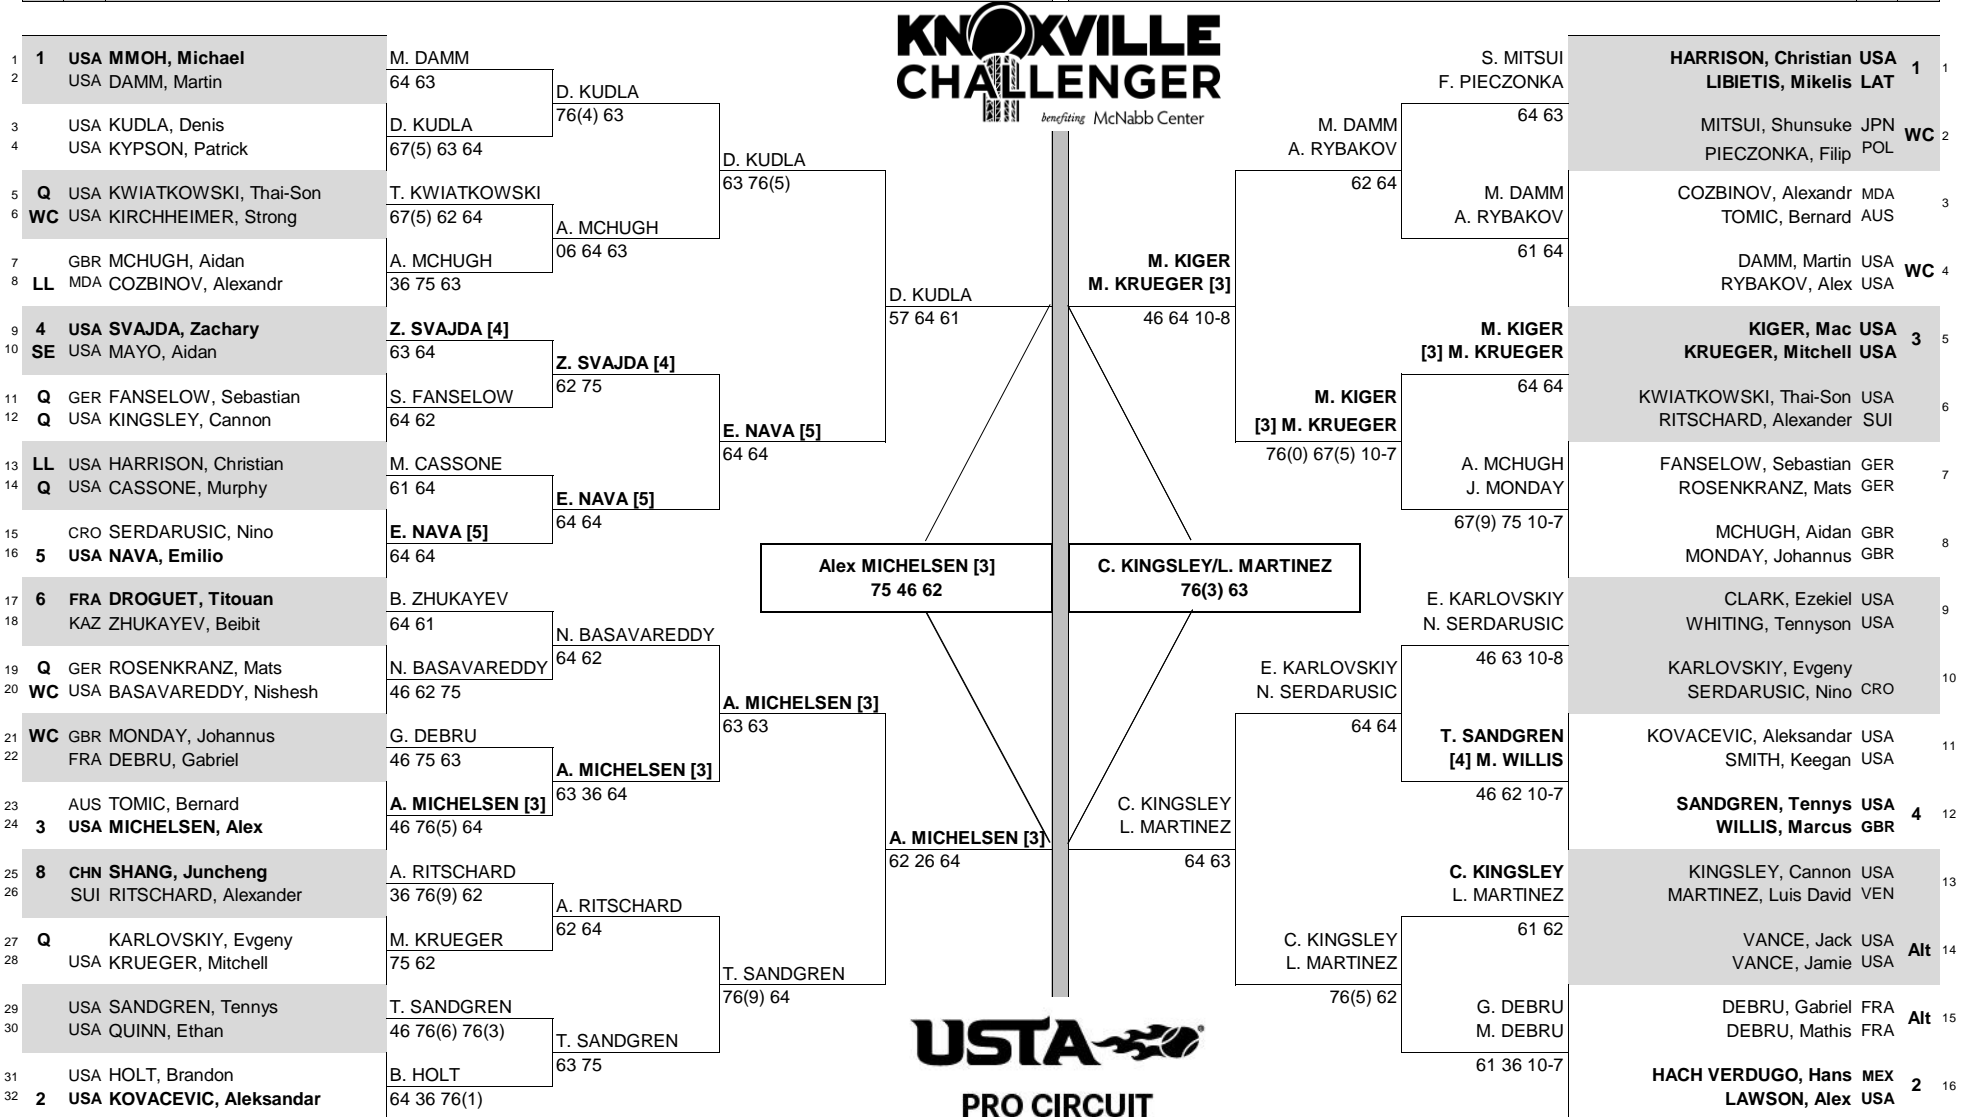 KNOXVILLE
CHALLENGER
benefiting McNabb Center
1 1 USA MMOH, Michael
2 USA DAMM, Martin
3 USA KUDLA, Denis
4 USA KYPSON, Patrick
5 Q USA KWIATKOWSKI, Thai-Son
6 WC USA KIRCHHEIMER, Strong
7 GBR MCHUGH, Aidan
8 LL MDA COZBINOV, Alexandr
9 4 USA SVAJDA, Zachary
10 SE USA MAYO, Aidan
11 Q GER FANSELOW, Sebastian
12 Q USA KINGSLEY, Cannon
13 LL USA HARRISON, Christian
14 Q USA CASSONE, Murphy
15 CRO SERDARUSIC, Nino
16 5 USA NAVA, Emilio
17 6 FRA DROGUET, Titouan
18 KAZ ZHUKAYEV, Beibit
19 Q GER ROSENKRANZ, Mats
20 WC USA BASAVAREDDY, Nishesh
21 WC GBR MONDAY, Johannus
22 FRA DEBRU, Gabriel
23 AUS TOMIC, Bernard
24 3 USA MICHELSEN, Alex
25 8 CHN SHANG, Juncheng
26 SUI RITSCHARD, Alexander
27 Q KARLOVSKIY, Evgeny
28 USA KRUEGER, Mitchell
29 USA SANDGREN, Tennys
30 USA QUINN, Ethan
31 USA HOLT, Brandon
32 2 USA KOVACEVIC, Aleksandar
M. DAMM
64 63
D. KUDLA
67(5) 63 64
T. KWIATKOWSKI
67(5) 62 64
A. MCHUGH
36 75 63
Z. SVAJDA [4]
63 64
S. FANSELOW
64 62
M. CASSONE
61 64
E. NAVA [5]
64 64
B. ZHUKAYEV
64 61
N. BASAVAREDDY
46 62 75
G. DEBRU
46 75 63
A. MICHELSEN [3]
46 76(5) 64
A. RITSCHARD
36 76(9) 62
M. KRUEGER
75 62
T. SANDGREN
46 76(6) 76(3)
B. HOLT
64 36 76(1)
D. KUDLA
76(4) 63
A. MCHUGH
06 64 63
Z. SVAJDA [4]
62 75
E. NAVA [5]
64 64
N. BASAVAREDDY
64 62
A. MICHELSEN [3]
63 36 64
A. RITSCHARD
62 64
T. SANDGREN
63 75
D. KUDLA
63 76(5)
E. NAVA [5]
64 64
A. MICHELSEN [3]
63 63
T. SANDGREN
76(9) 64
D. KUDLA
57 64 61
A. MICHELSEN [3]
62 26 64
Alex MICHELSEN [3]
75 46 62
C. KINGSLEY/L. MARTINEZ
76(3) 63
M. KIGER
M. KRUEGER [3]
46 64 10-8
C. KINGSLEY
L. MARTINEZ
64 63
M. DAMM
A. RYBAKOV
62 64
M. KIGER
[3] M. KRUEGER
76(0) 67(5) 10-7
E. KARLOVSKIY
N. SERDARUSIC
64 64
C. KINGSLEY
L. MARTINEZ
76(5) 62
S. MITSUI
F. PIECZONKA
64 63
M. DAMM
A. RYBAKOV
61 64
M. KIGER
[3] M. KRUEGER
64 64
A. MCHUGH
J. MONDAY
67(9) 75 10-7
E. KARLOVSKIY
N. SERDARUSIC
46 63 10-8
T. SANDGREN
[4] M. WILLIS
46 62 10-7
C. KINGSLEY
L. MARTINEZ
61 62
G. DEBRU
M. DEBRU
61 36 10-7
HARRISON, Christian USA
LIBIETIS, Mikelis LAT
1 1
MITSUI, Shunsuke JPN
PIECZONKA, Filip POL
WC 2
COZBINOV, Alexandr MDA
TOMIC, Bernard AUS
3
DAMM, Martin USA
RYBAKOV, Alex USA
WC 4
KIGER, Mac USA
KRUEGER, Mitchell USA
3 5
KWIATKOWSKI, Thai-Son USA
RITSCHARD, Alexander SUI
6
FANSELOW, Sebastian GER
ROSENKRANZ, Mats GER
7
MCHUGH, Aidan GBR
MONDAY, Johannus GBR
8
CLARK, Ezekiel USA
WHITING, Tennyson USA
9
KARLOVSKIY, Evgeny
SERDARUSIC, Nino CRO
10
KOVACEVIC, Aleksandar USA
SMITH, Keegan USA
11
SANDGREN, Tennys USA
WILLIS, Marcus GBR
4 12
KINGSLEY, Cannon USA
MARTINEZ, Luis David VEN
13
VANCE, Jack USA
VANCE, Jamie USA
Alt 14
DEBRU, Gabriel FRA
DEBRU, Mathis FRA
Alt 15
HACH VERDUGO, Hans MEX
LAWSON, Alex USA
2 16
USTA
PRO CIRCUIT